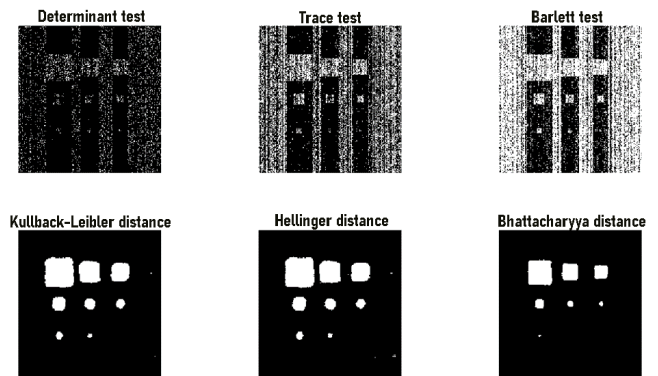 Determinant test
Trace test
Barlett test
Kullback-Leibler distance
Hellinger distance
Bhattacharyya distance